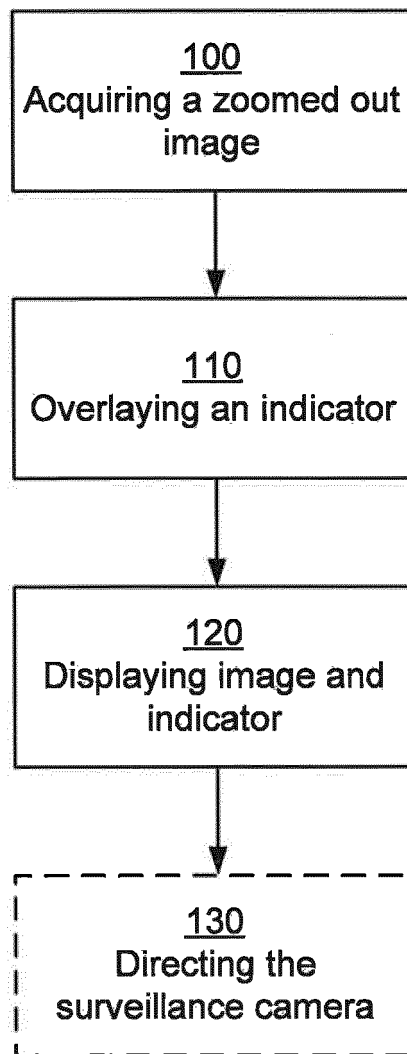 100
Acquiring a zoomed out
image
110
Overlaying an indicator
120
Displaying image and
indicator
130
Directing the
surveillance camera